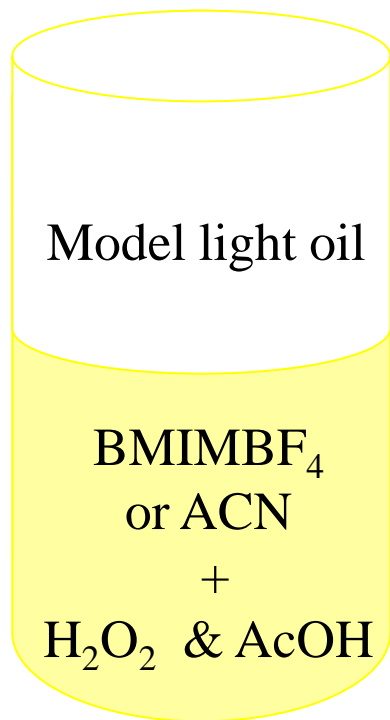 Model light oil
BMIMBF₄
or ACN
+
H₂O₂ & AcOH